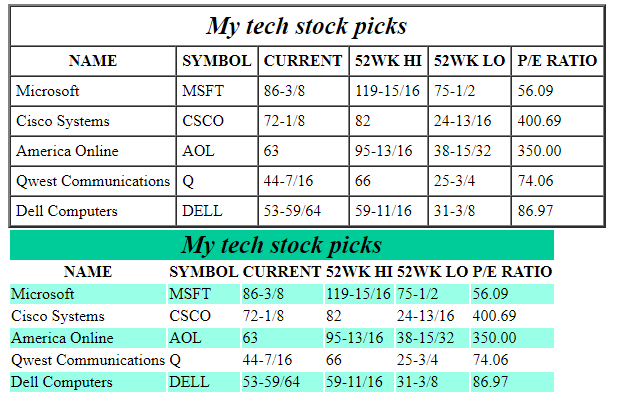 My tech stock picks
NAME SYMBOL CURRENT 52WK HI 52WK LO P/E RATIO
Microsoft MSFT 86-3/8 119-15/16 75-1/2 56.09
Cisco Systems CSCO 72-1/8 82 24-13/16 400.69
America Online AOL 63 95-13/16 38-15/32 350.00
Qwest Communications Q 44-7/16 66 25-3/4 74.06
Dell Computers DELL 53-59/64 59-11/16 31-3/8 86.97
My tech stock picks
NAME SYMBOL CURRENT 52WK HI 52WK LO P/E RATIO
Microsoft MSFT 86-3/8 119-15/16 75-1/2 56.09
Cisco Systems CSCO 72-1/8 82 24-13/16 400.69
America Online AOL 63 95-13/16 38-15/32 350.00
Qwest Communications Q 44-7/16 66 25-3/4 74.06
Dell Computers DELL 53-59/64 59-11/16 31-3/8 86.97